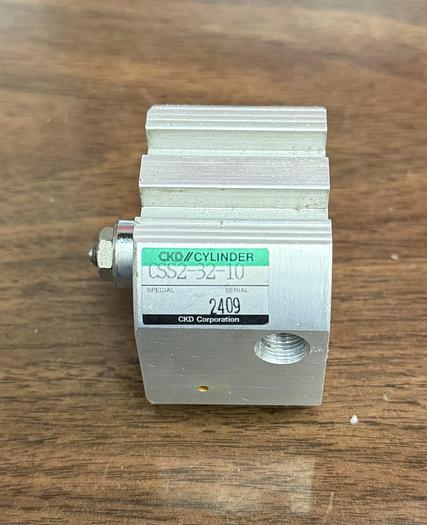 CKD//CYLINDER
CSS2-32-10
SPECIAL SERIAL
2409
CKD Corporation